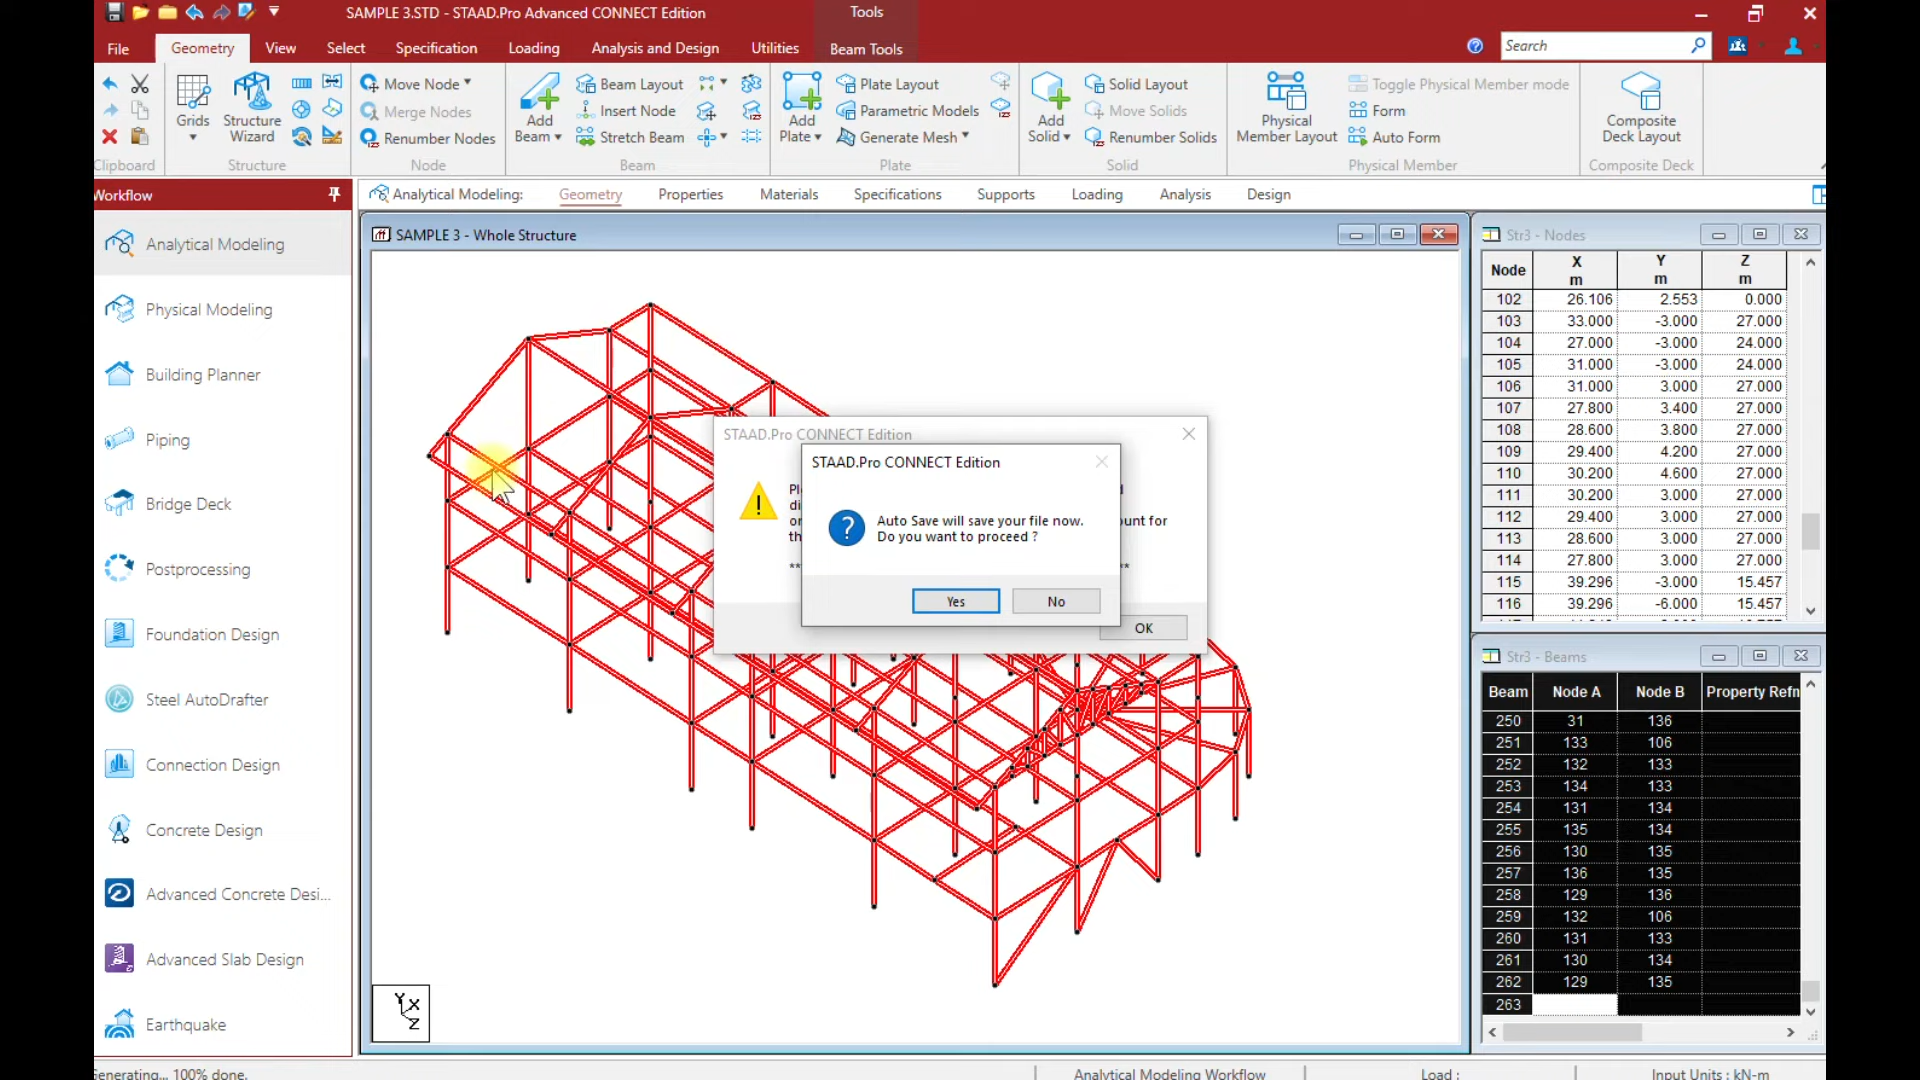 SAMPLE 3.STD - STAAD.Pro Advanced CONNECT Edition
Tools
File
Geometry
View
Select
Specification
Loading
Analysis and Design
Utilities
Beam Tools
Search
Grids
Structure Wizard
Move Node
Merge Nodes
Renumber Nodes
Add Beam
Beam Layout
Insert Node
Stretch Beam
Add Plate
Plate Layout
Parametric Models
Generate Mesh
Add Solid
Solid Layout
Move Solids
Renumber Solids
Physical Member Layout
Toggle Physical Member mode
Form
Auto Form
Composite Deck Layout
Clipboard
Structure
Node
Beam
Plate
Solid
Physical Member
Composite Deck
Workflow
Analytical Modeling:
Geometry
Properties
Materials
Specifications
Supports
Loading
Analysis
Design
Analytical Modeling
Physical Modeling
Building Planner
Piping
Bridge Deck
Postprocessing
Foundation Design
Steel AutoDrafter
Connection Design
Concrete Design
Advanced Concrete Desi...
Advanced Slab Design
Earthquake
SAMPLE 3 - Whole Structure
STAAD.Pro CONNECT Edition
STAAD.Pro CONNECT Edition
Auto Save will save your file now.
Do you want to proceed ?
Yes
No
OK
Y X
Z
Str3 - Nodes
Node X m Y m Z m
102 26.106 2.553 0.000
103 33.000 -3.000 27.000
104 27.000 -3.000 24.000
105 31.000 -3.000 24.000
106 31.000 3.000 27.000
107 27.800 3.400 27.000
108 28.600 3.800 27.000
109 29.400 4.200 27.000
110 30.200 4.600 27.000
111 30.200 3.000 27.000
112 29.400 3.000 27.000
113 28.600 3.000 27.000
114 27.800 3.000 27.000
115 39.296 -3.000 15.457
116 39.296 -6.000 15.457
Str3 - Beams
Beam Node A Node B Property Refn
250 31 136
251 133 106
252 132 133
253 134 133
254 131 134
255 135 134
256 130 135
257 136 135
258 129 136
259 132 106
260 131 133
261 130 134
262 129 135
263
Generating... 100% done.
Analytical Modeling Workflow
Load :
Input Units : kN-m